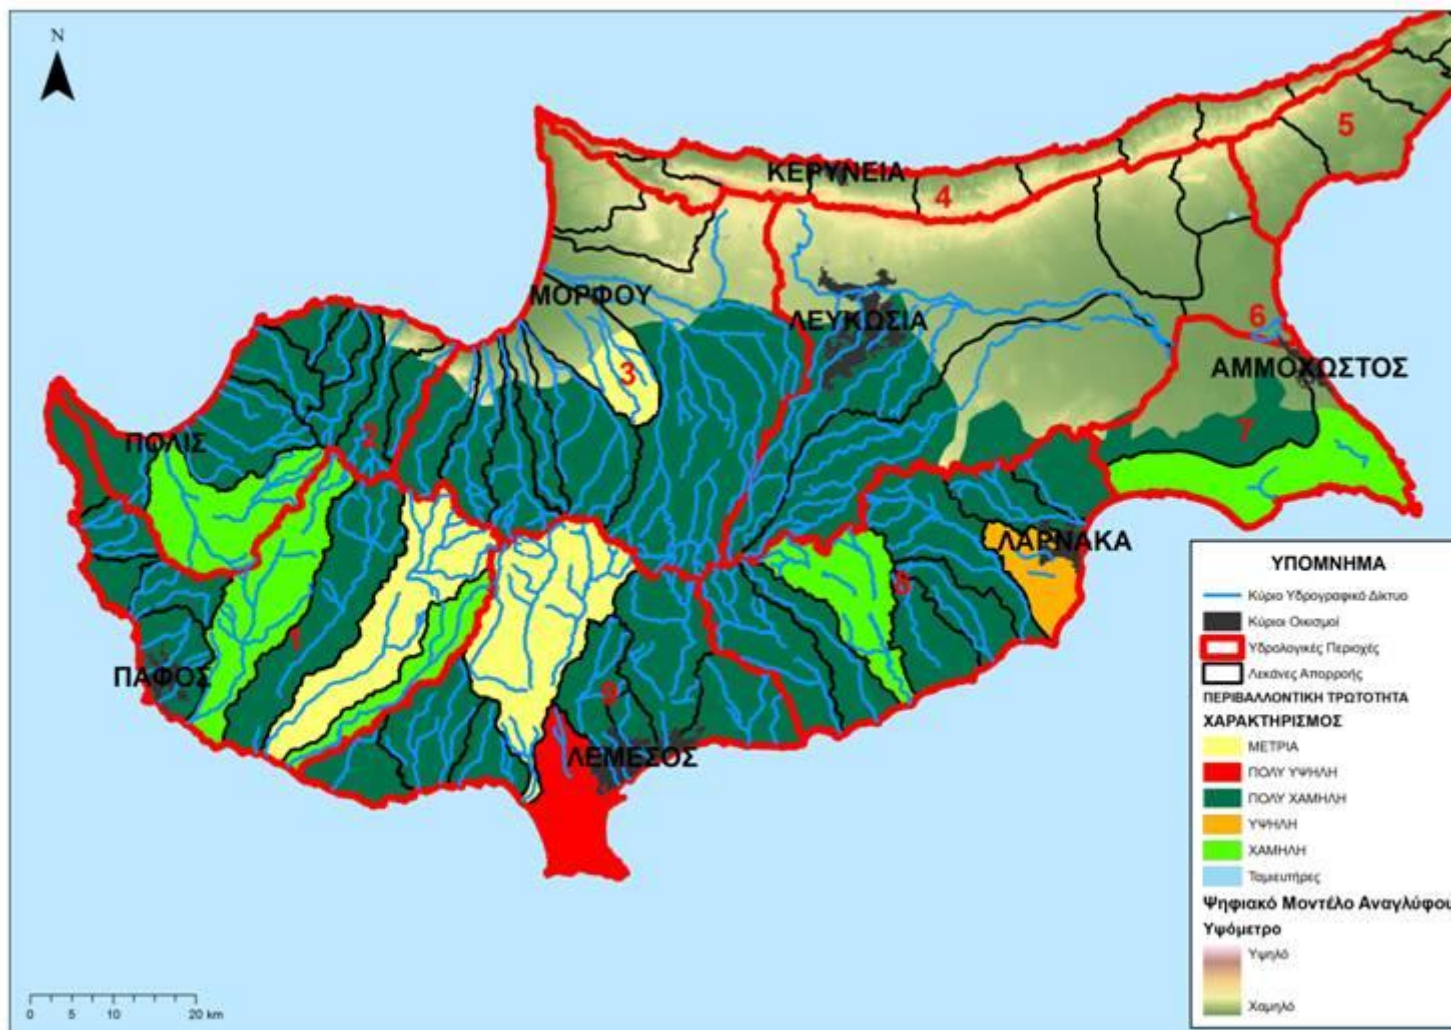 N
ΚΕΡΥΝΕΙΑ
4
5
ΜΟΡΦΟΥ
ΛΕΥΚΩΣΙΑ
6
ΑΜΜΟΧΩΣΤΟΣ
3
7
ΠΟΛΙΣ
2
ΛΑΡΝΑΚΑ
8
1
ΠΑΦΟΣ
9
ΛΕΜΕΣΟΣ
ΥΠΟΜΝΗΜΑ
Κύριο Υδρογραφικό Δίκτυο
Κύριοι Οικισμοί
Υδρολογικές Περιοχές
Λεκάνες Απορροής
ΠΕΡΙΒΑΛΛΟΝΤΙΚΗ ΤΡΩΤΟΤΗΤΑ
ΧΑΡΑΚΤΗΡΙΣΜΟΣ
ΜΕΤΡΙΑ
ΠΟΛΥ ΥΨΗΛΗ
ΠΟΛΥ ΧΑΜΗΛΗ
ΥΨΗΛΗ
ΧΑΜΗΛΗ
Ταμιευτήρες
Ψηφιακό Μοντέλο Αναγλύφου
Υψόμετρο
Υψηλό
Χαμηλό
0 5 10 20 km